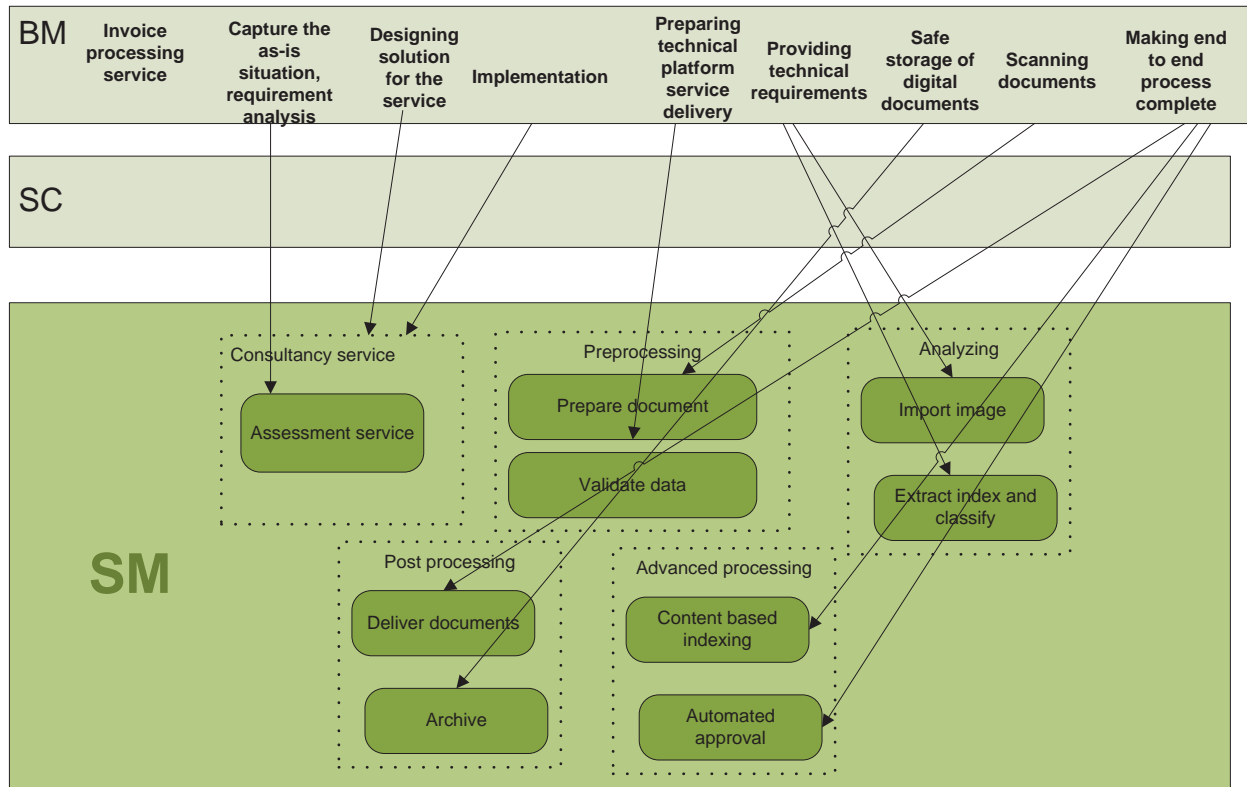 BM
Invoice
processing
service
Capture the
as-is
situation,
requirement
analysis
Designing
solution
for the
service
Implementation
Preparing
technical
platform
service
delivery
Providing
technical
requirements
Safe
storage of
digital
documents
Scanning
documents
Making end
to end
process
complete
SC
SM
Consultancy service
Assessment service
Preprocessing
Prepare document
Validate data
Analyzing
Import image
Extract index and
classify
Post processing
Deliver documents
Archive
Advanced processing
Content based
indexing
Automated
approval